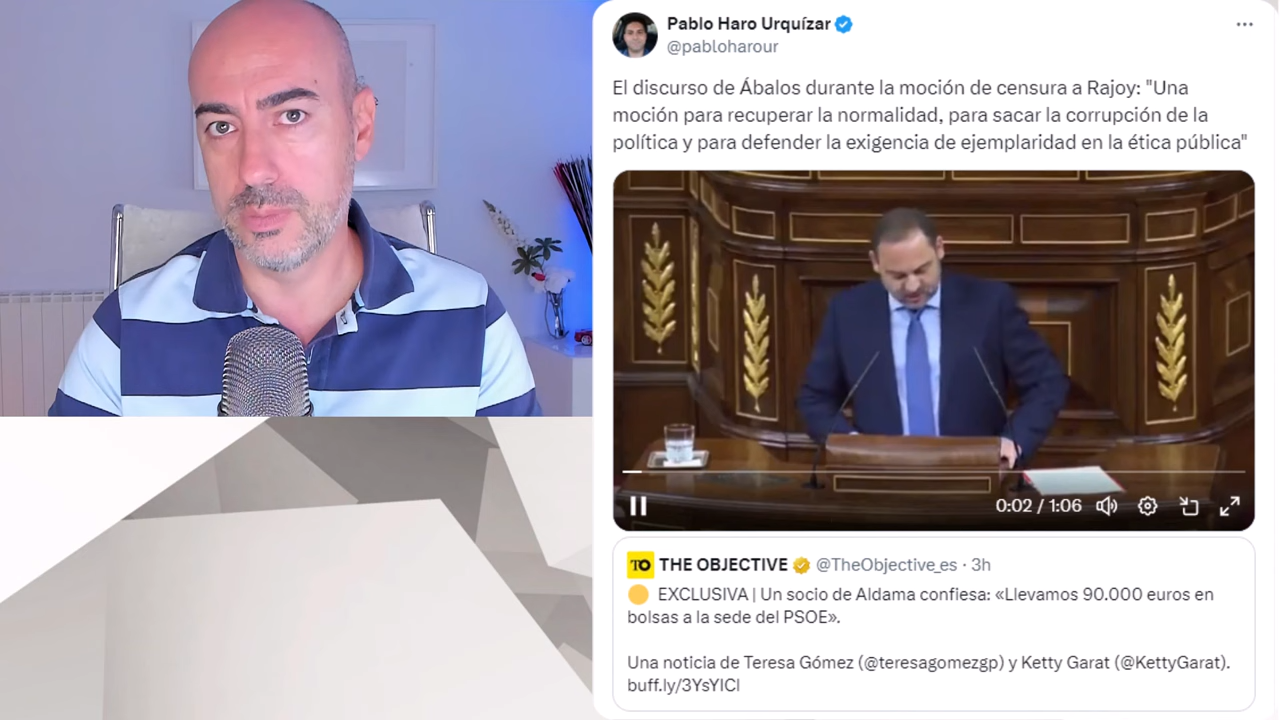 Pablo Haro Urquízar
@pabloharour
El discurso de Ábalos durante la moción de censura a Rajoy: "Una
moción para recuperar la normalidad, para sacar la corrupción de la
política y para defender la exigencia de ejemplaridad en la ética pública"
0:02 / 1:06
TO THE OBJECTIVE @TheObjective_es · 3h
EXCLUSIVA | Un socio de Aldama confiesa: «Llevamos 90.000 euros en
bolsas a la sede del PSOE».
Una noticia de Teresa Gómez (@teresagomezgp) y Ketty Garat (@KettyGarat).
buff.ly/3YsYICl